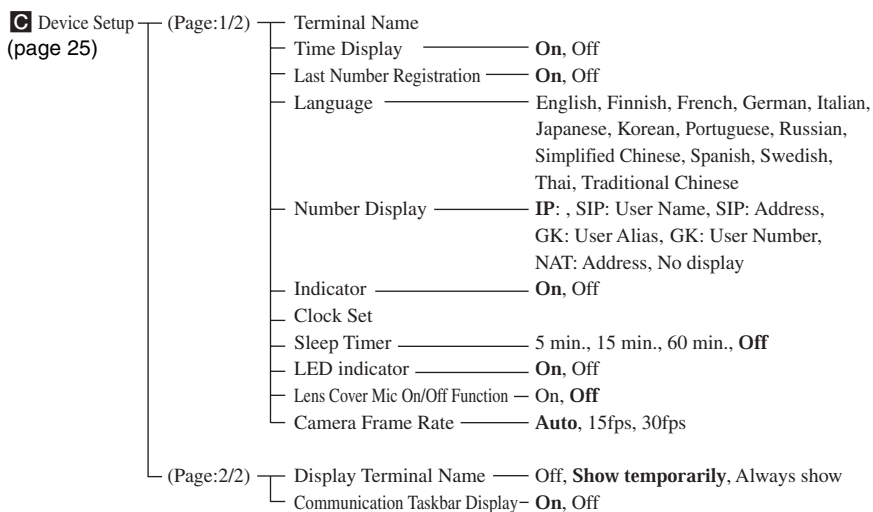 C Device Setup (Page:1/2) Terminal Name
(page 25) Time Display On, Off
Last Number Registration On, Off
Language English, Finnish, French, German, Italian,
Japanese, Korean, Portuguese, Russian,
Simplified Chinese, Spanish, Swedish,
Thai, Traditional Chinese
Number Display IP: , SIP: User Name, SIP: Address,
GK: User Alias, GK: User Number,
NAT: Address, No display
Indicator On, Off
Clock Set
Sleep Timer 5 min., 15 min., 60 min., Off
LED indicator On, Off
Lens Cover Mic On/Off Function On, Off
Camera Frame Rate Auto, 15fps, 30fps
(Page:2/2) Display Terminal Name Off, Show temporarily, Always show
Communication Taskbar Display On, Off